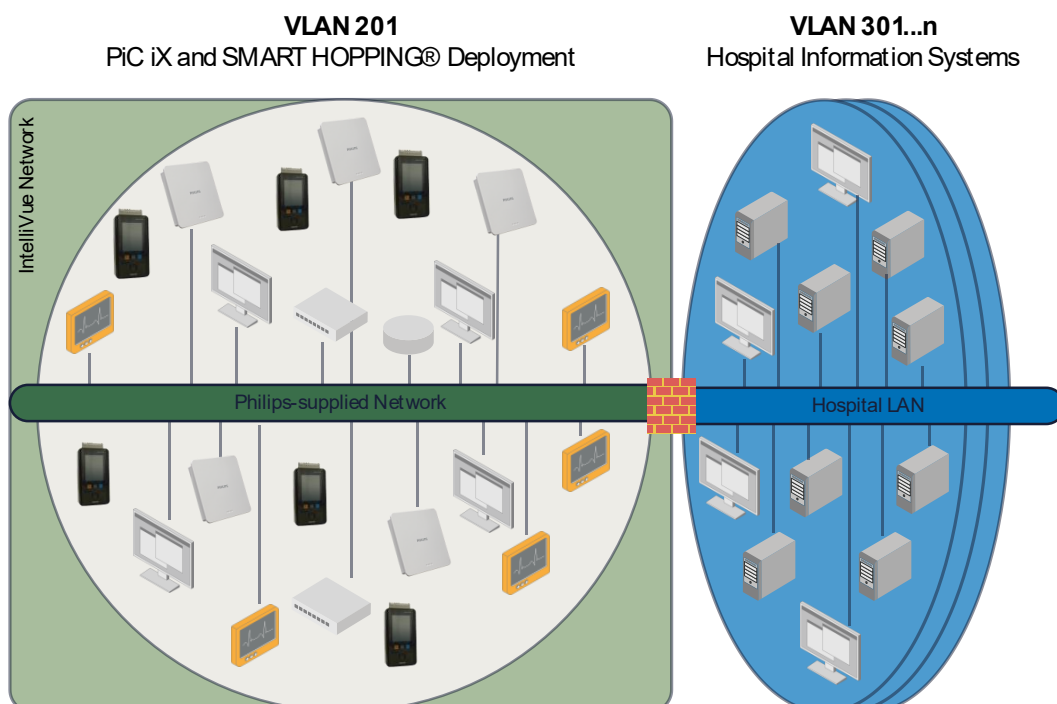 VLAN 201
PiC iX and SMART HOPPING® Deployment
VLAN 301...n
Hospital Information Systems
IntelliVue Network
Philips-supplied Network
Hospital LAN